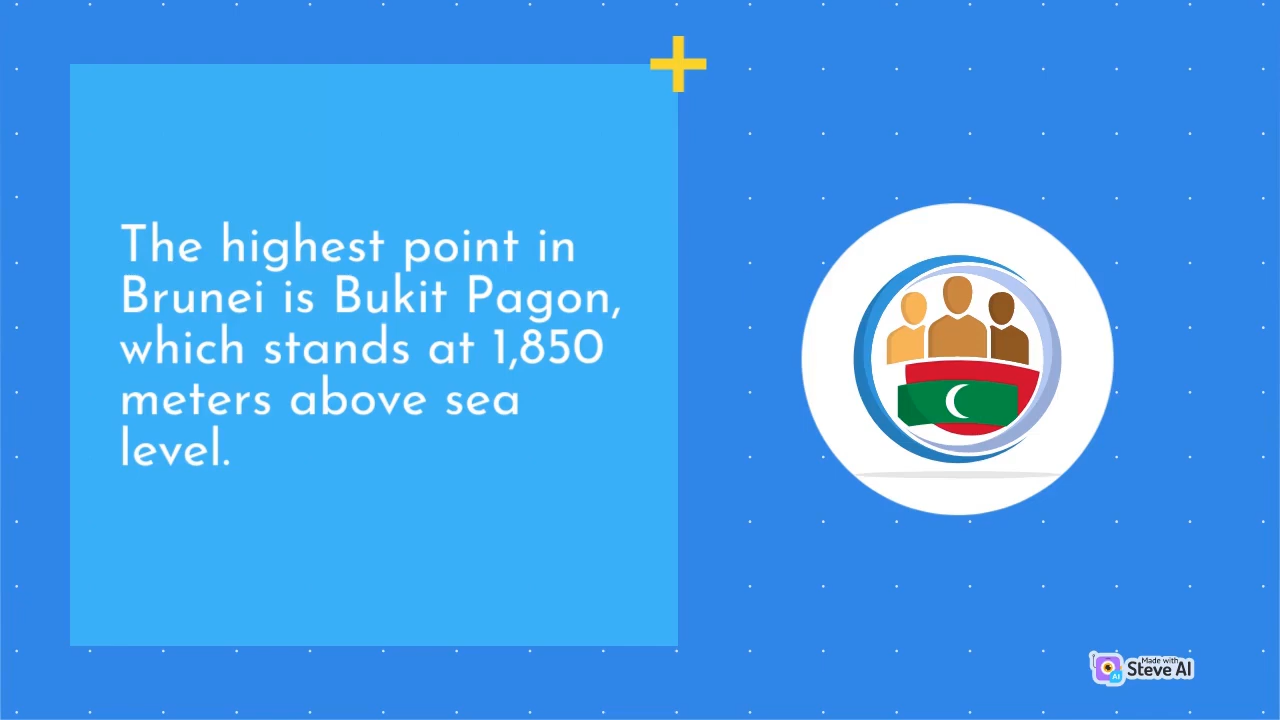 The highest point in
Brunei is Bukit Pagon,
which stands at 1,850
meters above sea
level.
Made with
Steve AI
AI